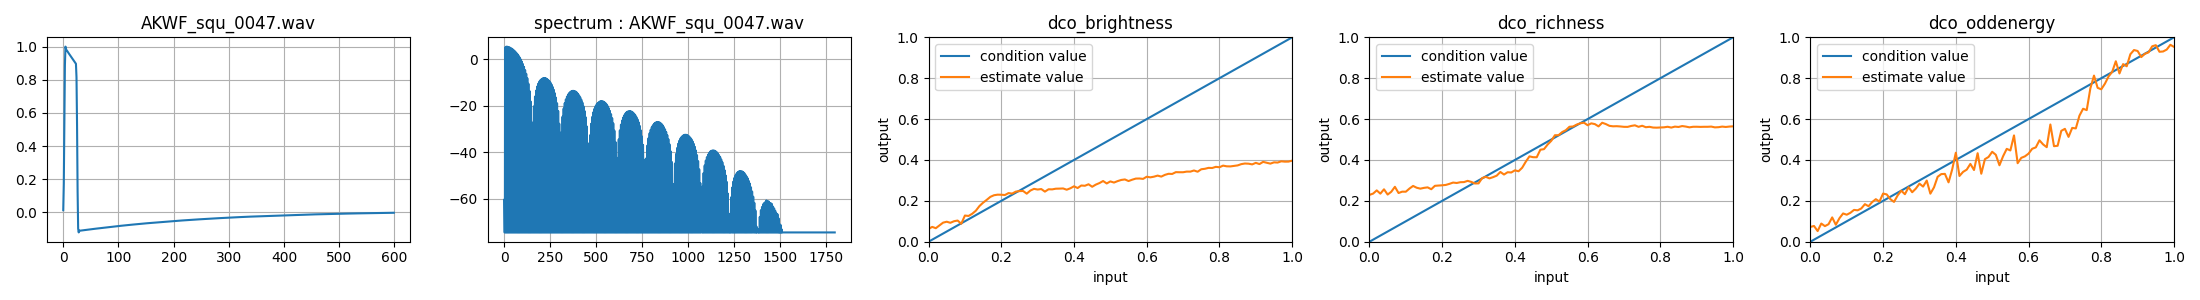 AKWF_squ_0047.wav
1.0
0.8
0.6
0.4
0.2
0.0
0 100 200 300 400 500 600
spectrum : AKWF_squ_0047.wav
0
−20
−40
−60
0 250 500 750 1000 1250 1500 1750
dco_brightness
condition value
estimate value
output
1.0
0.8
0.6
0.4
0.2
0.0
0.0 0.2 0.4 0.6 0.8 1.0
input
dco_richness
condition value
estimate value
output
1.0
0.8
0.6
0.4
0.2
0.0
0.0 0.2 0.4 0.6 0.8 1.0
input
dco_oddenergy
condition value
estimate value
output
1.0
0.8
0.6
0.4
0.2
0.0
0.0 0.2 0.4 0.6 0.8 1.0
input